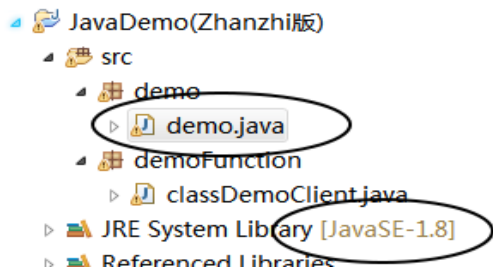 JavaDemo(Zhanzhi版)
src
demo
demo.java
demoFunction
classDemoClient.java
JRE System Library [JavaSE-1.8]
Referenced Libraries